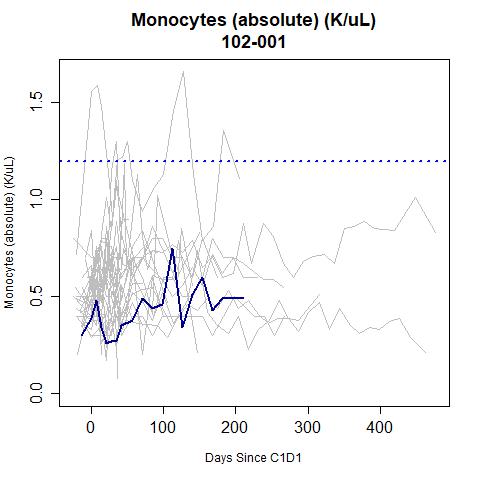 Monocytes (absolute) (K/uL)
102-001
Monocytes (absolute) (K/uL)
1.5
1.0
0.5
0.0
0 100 200 300 400
Days Since C1D1